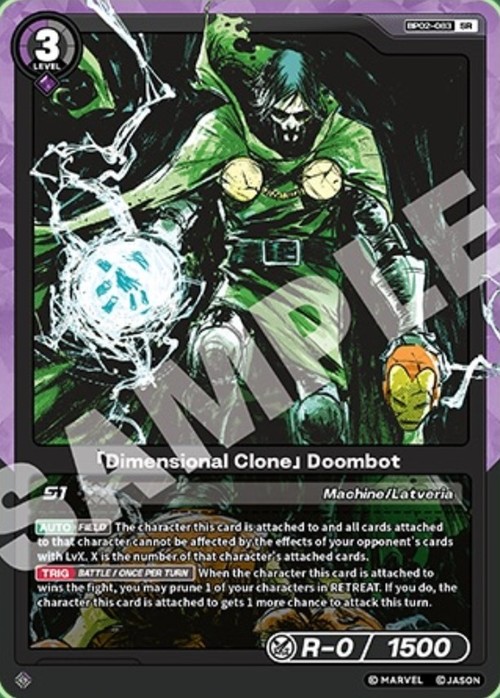 BP02-083 SR
3
LEVEL
SAMPLE
「Dimensional Clone」 Doombot
S1 Machine/Latveria
AUTO FIELD The character this card is attached to and all cards attached
to that character cannot be affected by the effects of your opponent's cards
with LvX. X is the number of that character's attached cards.
TRIG BATTLE / ONCE PER TURN When the character this card is attached to
wins the fight, you may prune 1 of your characters in RETREAT. If you do, the
character this card is attached to gets 1 more chance to attack this turn.
R-0 / 1500
© MARVEL © JASON